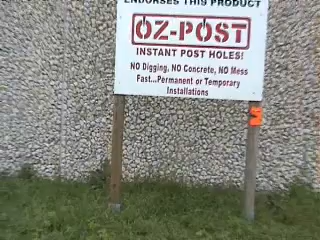 ENDORSES THIS PRODUCT
OZ-POST
INSTANT POST HOLES!
NO Digging, NO Concrete, NO Mess
Fast...Permanent or Temporary
Installations